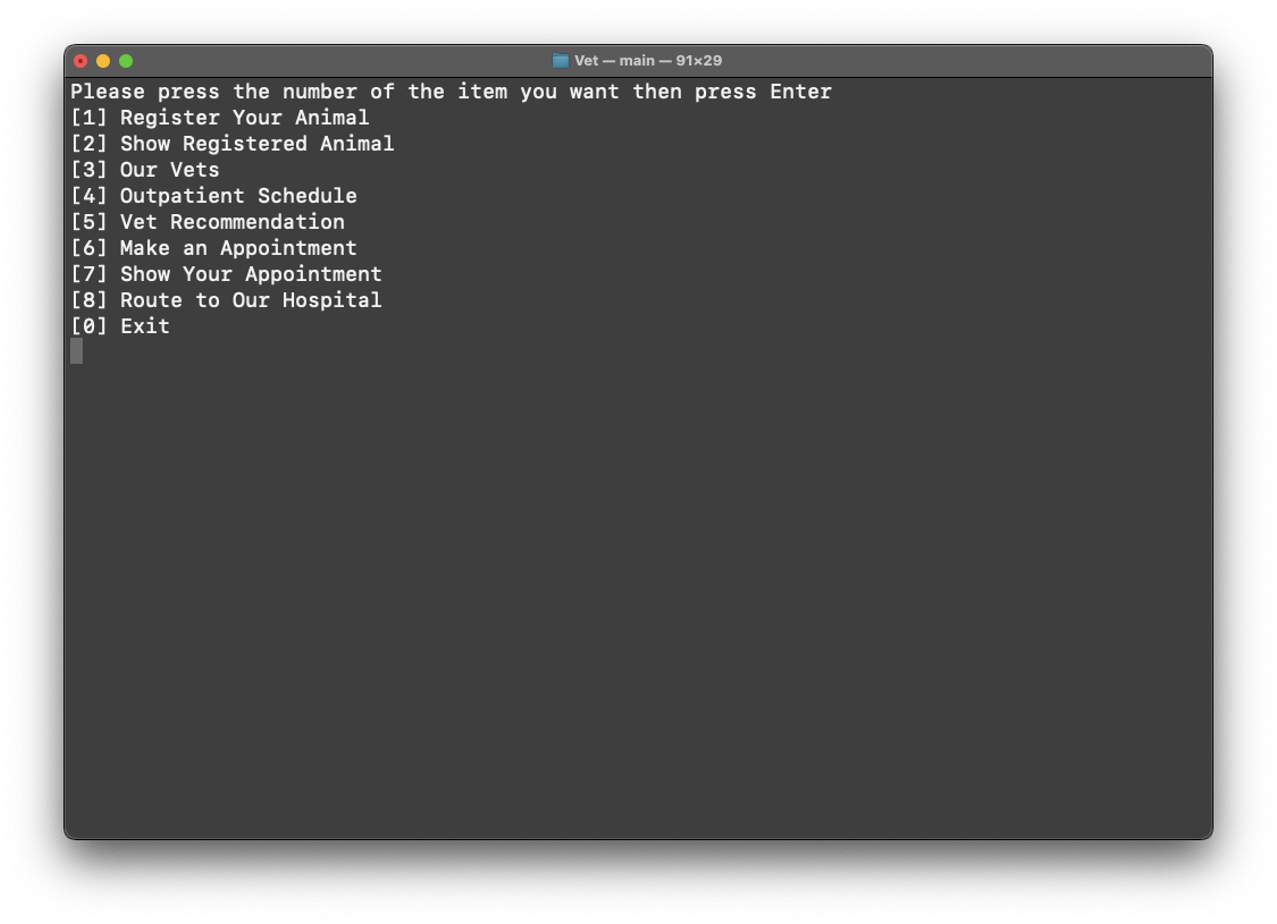 Vet — main — 91×29
Please press the number of the item you want then press Enter
[1] Register Your Animal
[2] Show Registered Animal
[3] Our Vets
[4] Outpatient Schedule
[5] Vet Recommendation
[6] Make an Appointment
[7] Show Your Appointment
[8] Route to Our Hospital
[0] Exit